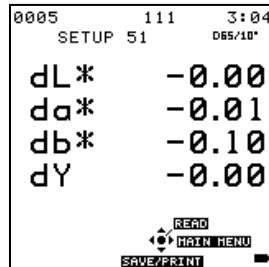 0005 111 3:04
SETUP 51 D65/10°
dL* -0.00
da* -0.01
db* -0.10
dY -0.00
READ
MAIN MENU
SAVE/PRINT